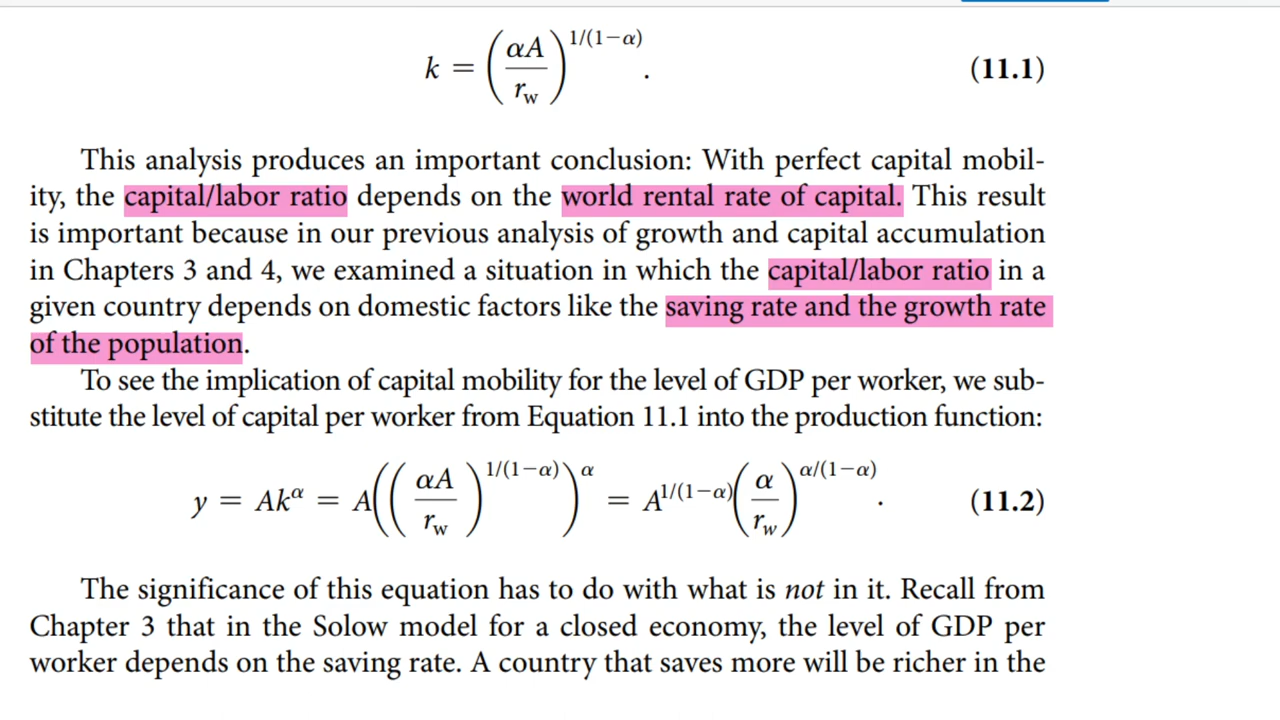 k = (αA/r_w)^{1/(1−α)}. (11.1)
This analysis produces an important conclusion: With perfect capital mobil-
ity, the capital/labor ratio depends on the world rental rate of capital. This result
is important because in our previous analysis of growth and capital accumulation
in Chapters 3 and 4, we examined a situation in which the capital/labor ratio in a
given country depends on domestic factors like the saving rate and the growth rate
of the population.
To see the implication of capital mobility for the level of GDP per worker, we sub-
stitute the level of capital per worker from Equation 11.1 into the production function:
y = Ak^α = A((αA/r_w)^{1/(1−α)})^α = A^{1/(1−α)}(α/r_w)^{α/(1−α)}. (11.2)
The significance of this equation has to do with what is not in it. Recall from
Chapter 3 that in the Solow model for a closed economy, the level of GDP per
worker depends on the saving rate. A country that saves more will be richer in the